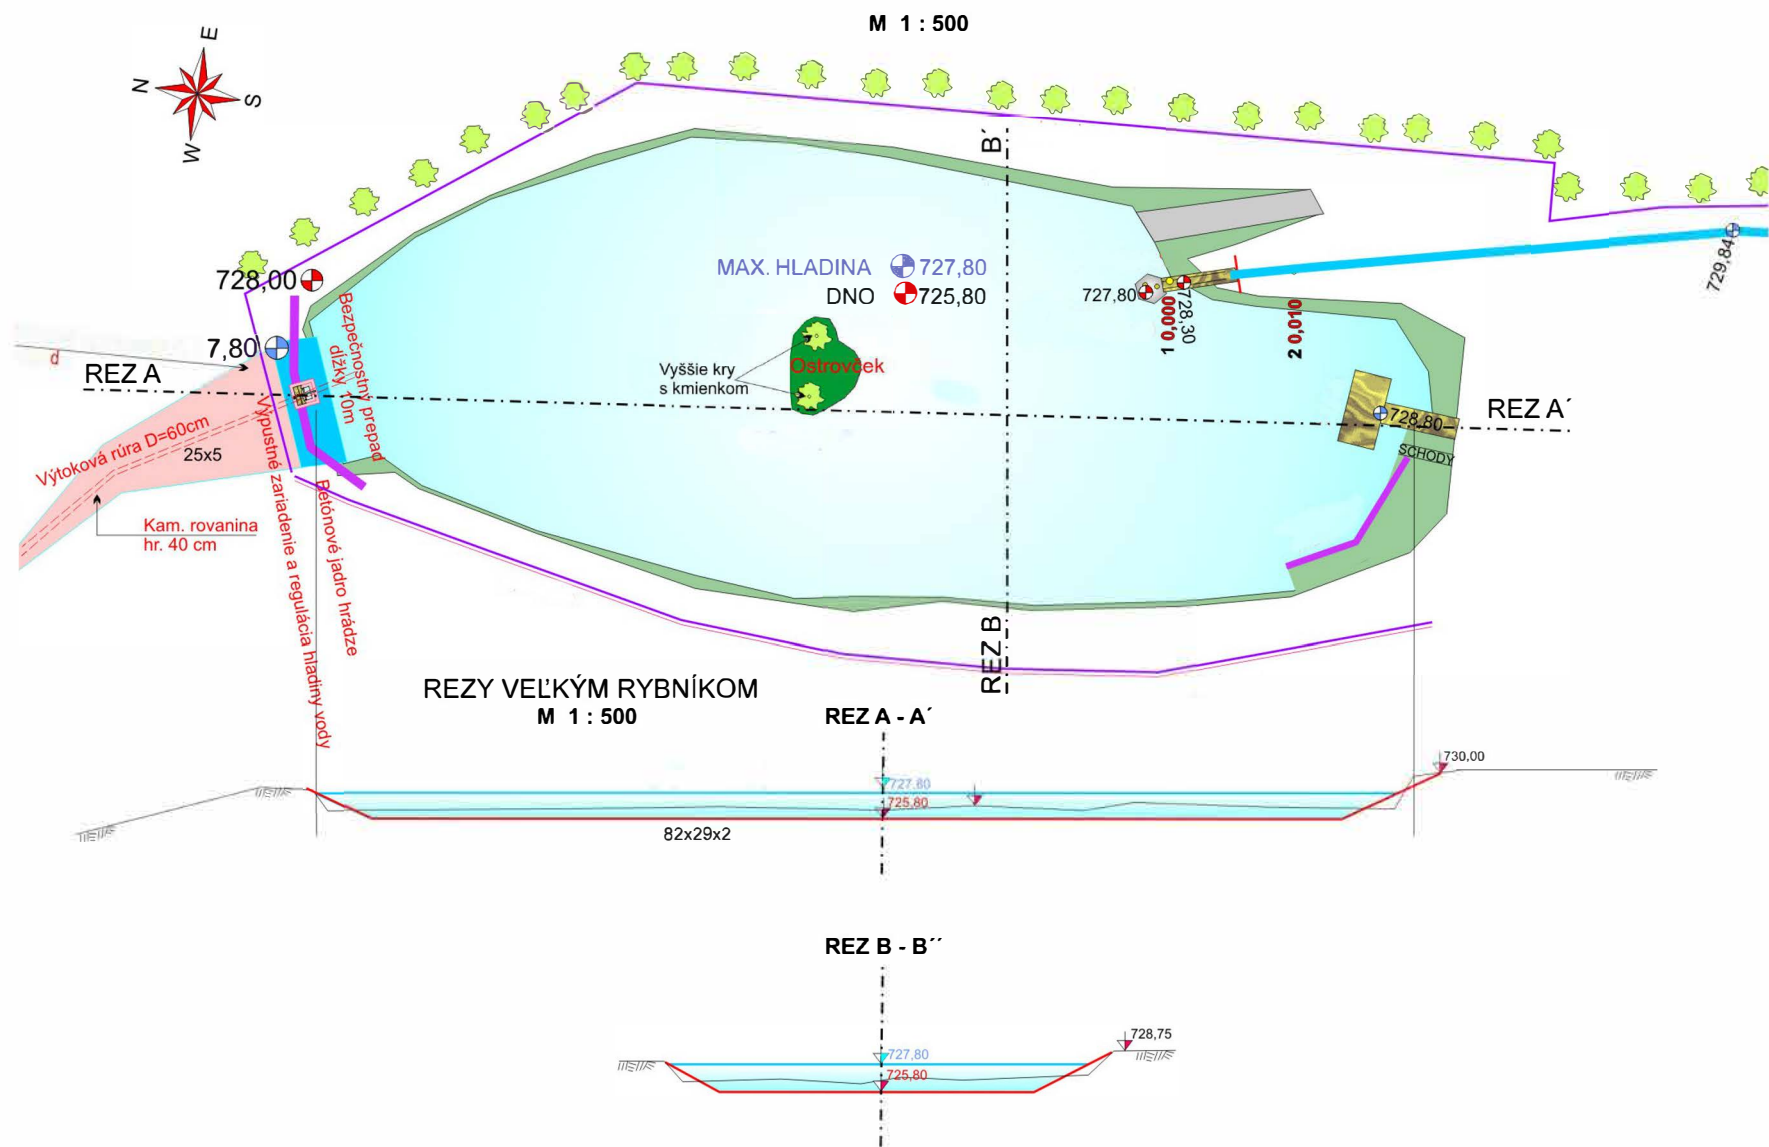 M 1 : 500
E
N
S
W
B´
728,00
MAX. HLADINA 727,80
DNO 725,80
727,80
728,30
1 0,000
2 0,010
729,84
7,80
d
REZ A
Bezpečnostný prepad
dĺžky 10m
Vyššie kry
s kmienkom
Ostrovček
728,80
REZ A´
SCHODY
Výtoková rúra D=60cm
25x5
Kam. rovanina
hr. 40 cm
Výpustné zariadenie a regulácia hladiny vody
Betónové jadro hrádze
REZ B
REZY VEĽKÝM RYBNÍKOM
M 1 : 500
REZ A - A´
730,00
727,80
725,80
82x29x2
REZ B - B´´
728,75
727,80
725,80